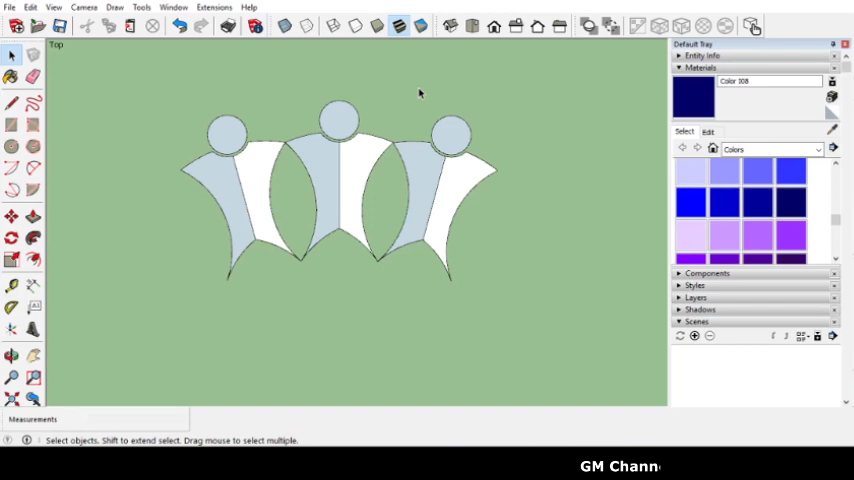 File Edit View Camera Draw Tools Window Extensions Help
Top
Default Tray
Entity Info
Materials
Color I08
Select Edit
Colors
Components
Styles
Layers
Shadows
Scenes
Measurements
Select objects. Shift to extend select. Drag mouse to select multiple.
GM Chann